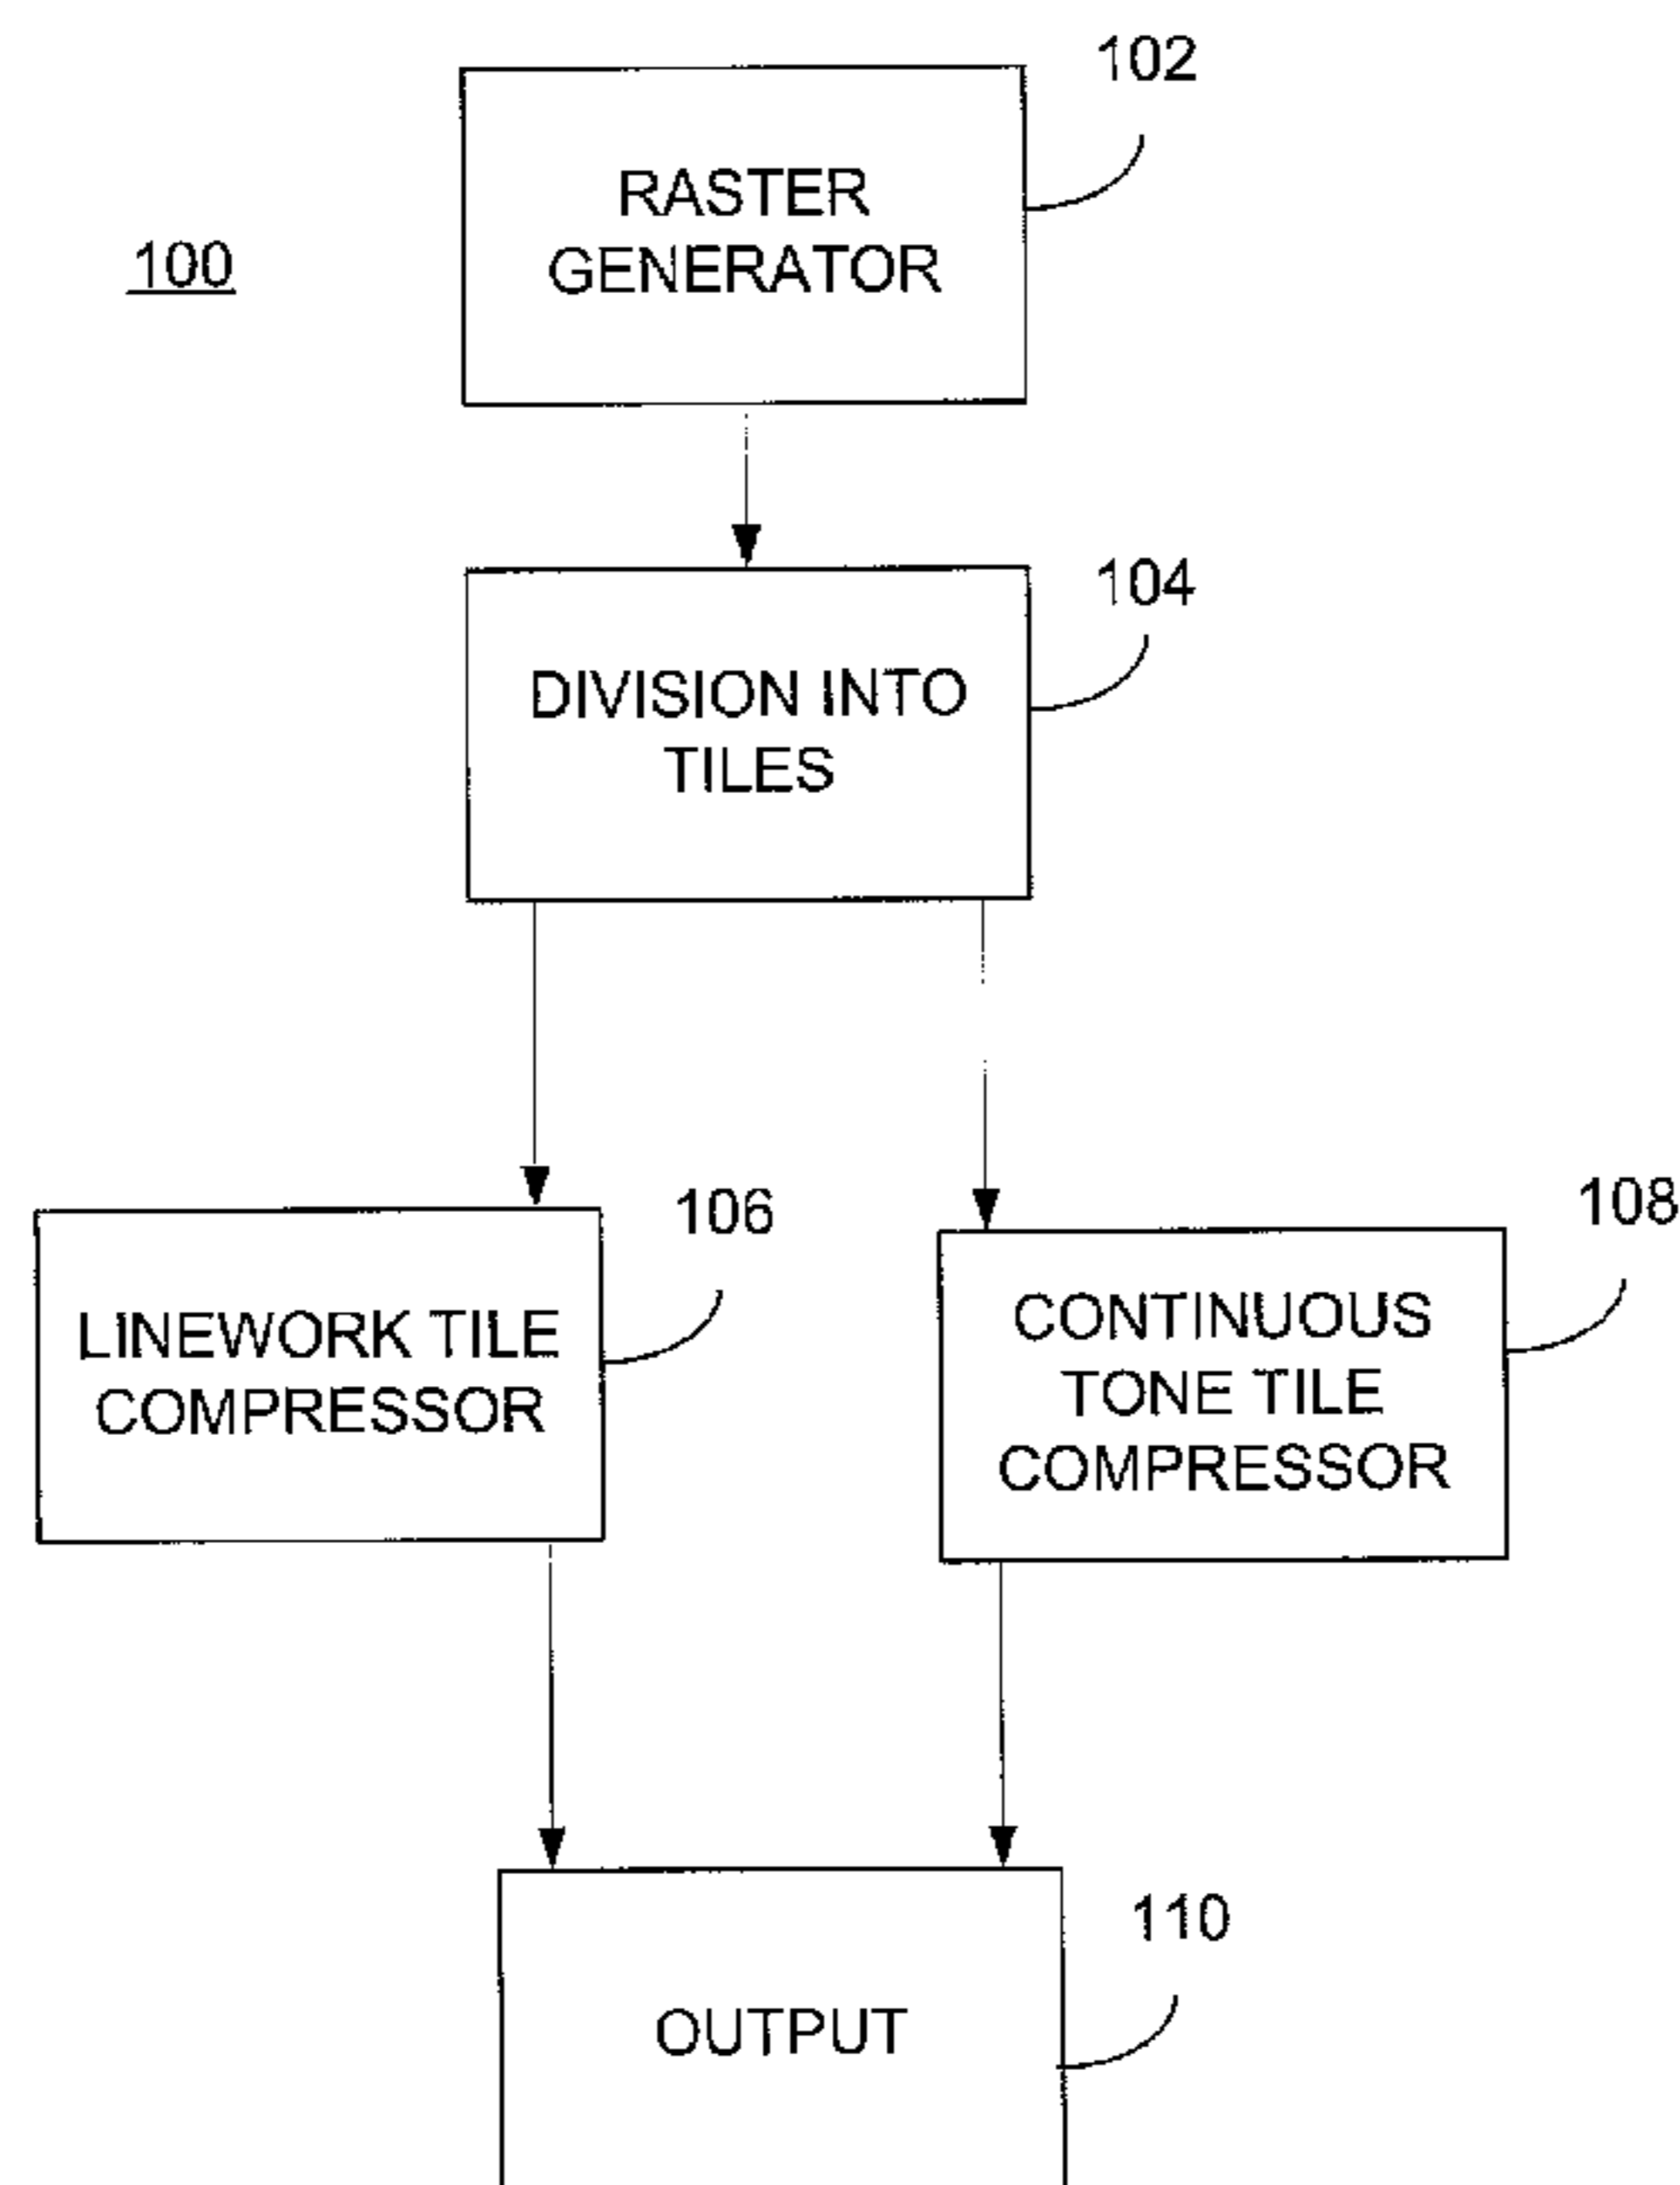 102
RASTER
GENERATOR
100
104
DIVISION INTO
TILES
106
LINEWORK TILE
COMPRESSOR
108
CONTINUOUS
TONE TILE
COMPRESSOR
110
OUTPUT